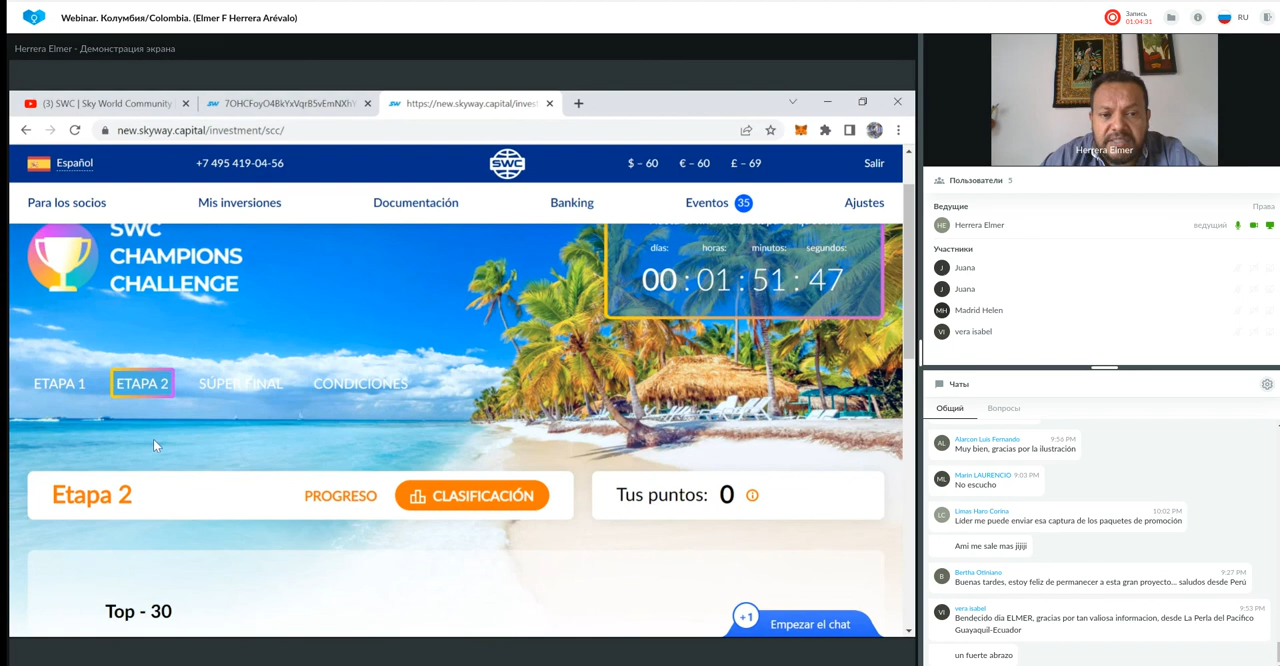 Webinar. Колумбия/Colombia. (Elmer F Herrera Arévalo)
Запись
01:04:31
RU
Herrera Elmer - Демонстрация экрана
(3) SWC | Sky World Community
7OHCFoyO4BkYxVqrB5vEmNXhY
https://new.skyway.capital/invest
new.skyway.capital/investment/scc/
Español
+7 495 419-04-56
SWC
$ – 60
€ – 60
£ – 69
Salir
Para los socios
Mis inversiones
Documentación
Banking
Eventos 35
Ajustes
SWC
CHAMPIONS
CHALLENGE
días:
horas:
minutos:
segundos:
00 : 01 : 51 : 47
ETAPA 1
ETAPA 2
SÚPER FINAL
CONDICIONES
Etapa 2
PROGRESO
CLASIFICACIÓN
Tus puntos: 0
Top - 30
+1
Empezar el chat
Herrera Elmer
Пользователи 5
Ведущие
Права
HE
Herrera Elmer
ведущий
Участники
J
Juana
J
Juana
MH
Madrid Helen
VI
vera isabel
Чаты
Общий
Вопросы
AL
Alarcon Luis Fernando
9:56 PM
Muy bien, gracias por la ilustración
ML
Marin LAURENCIO
9:03 PM
No escucho
LC
Limas Haro Corina
10:02 PM
Líder me puede enviar esa captura de los paquetes de promoción
Ami me sale mas jijiji
B
Bertha Otiniano
9:27 PM
Buenas tardes, estoy feliz de permanecer a esta gran proyecto... saludos desde Perú
VI
vera isabel
9:53 PM
Bendecido dia ELMER, gracias por tan valiosa informacion, desde La Perla del Pacifico
Guayaquil-Ecuador
un fuerte abrazo